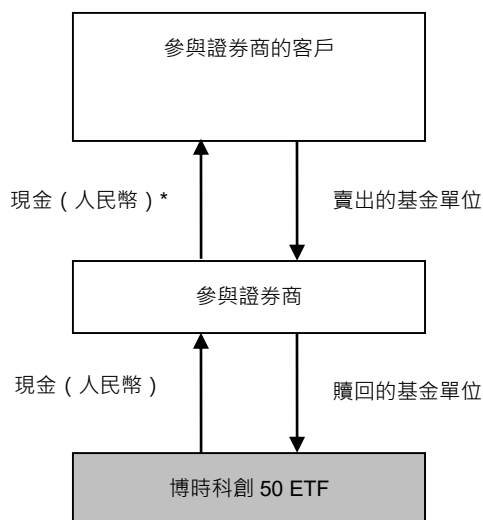 參與證券商的客戶
現金（人民幣）*
賣出的基金單位
參與證券商
現金（人民幣）
贖回的基金單位
博時科創 50 ETF